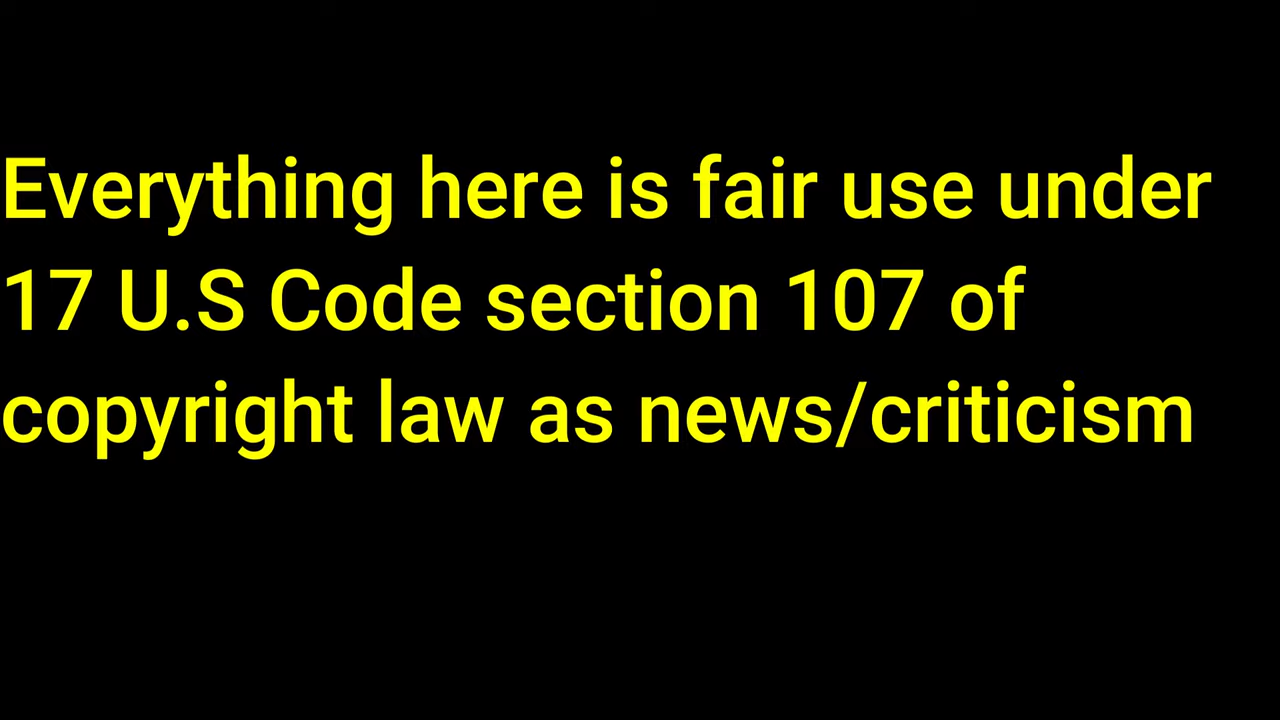 Everything here is fair use under
17 U.S Code section 107 of
copyright law as news/criticism